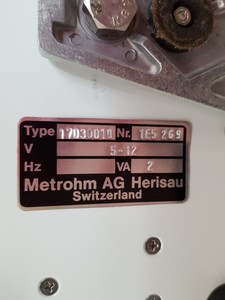 Type 17030010 Nr. 1E5 269
V 5-12
Hz VA 2
Metrohm AG Herisau
Switzerland